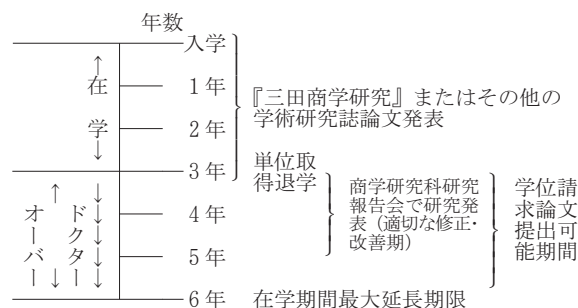 年数
入学
在学
1年
2年
3年
4年
5年
6年
『三田商学研究』またはその他の
学術研究誌論文発表
単位取
得退学
オーバー
ドクター
商学研究科研究
報告会で研究発
表(適切な修正・
改善期)
学位請
求論文
提出可
能期間
在学期間最大延長期限